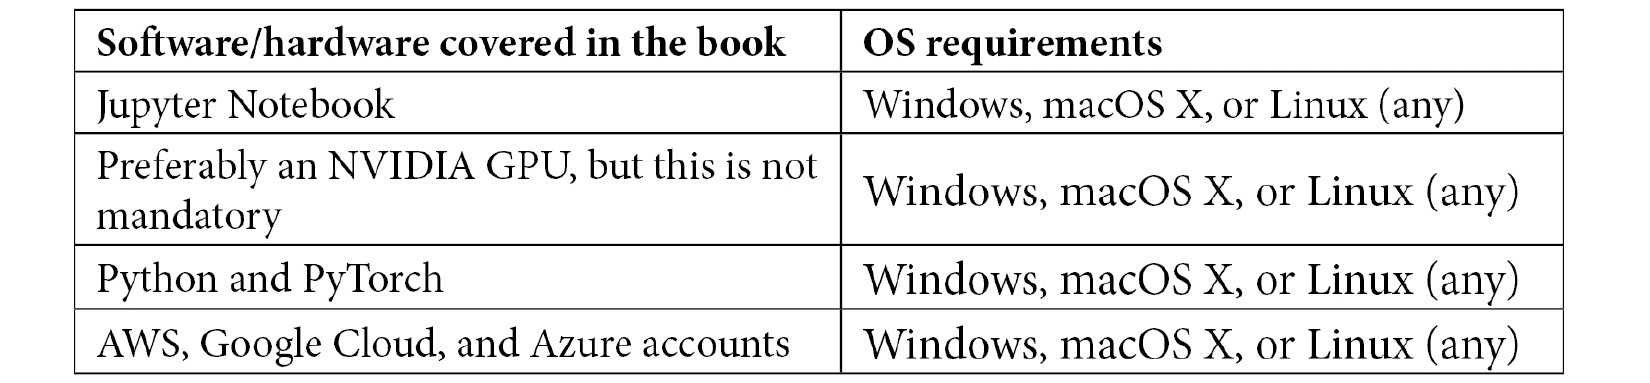 Software/hardware covered in the book OS requirements
Jupyter Notebook Windows, macOS X, or Linux (any)
Preferably an NVIDIA GPU, but this is not
mandatory
Windows, macOS X, or Linux (any)
Python and PyTorch Windows, macOS X, or Linux (any)
AWS, Google Cloud, and Azure accounts Windows, macOS X, or Linux (any)